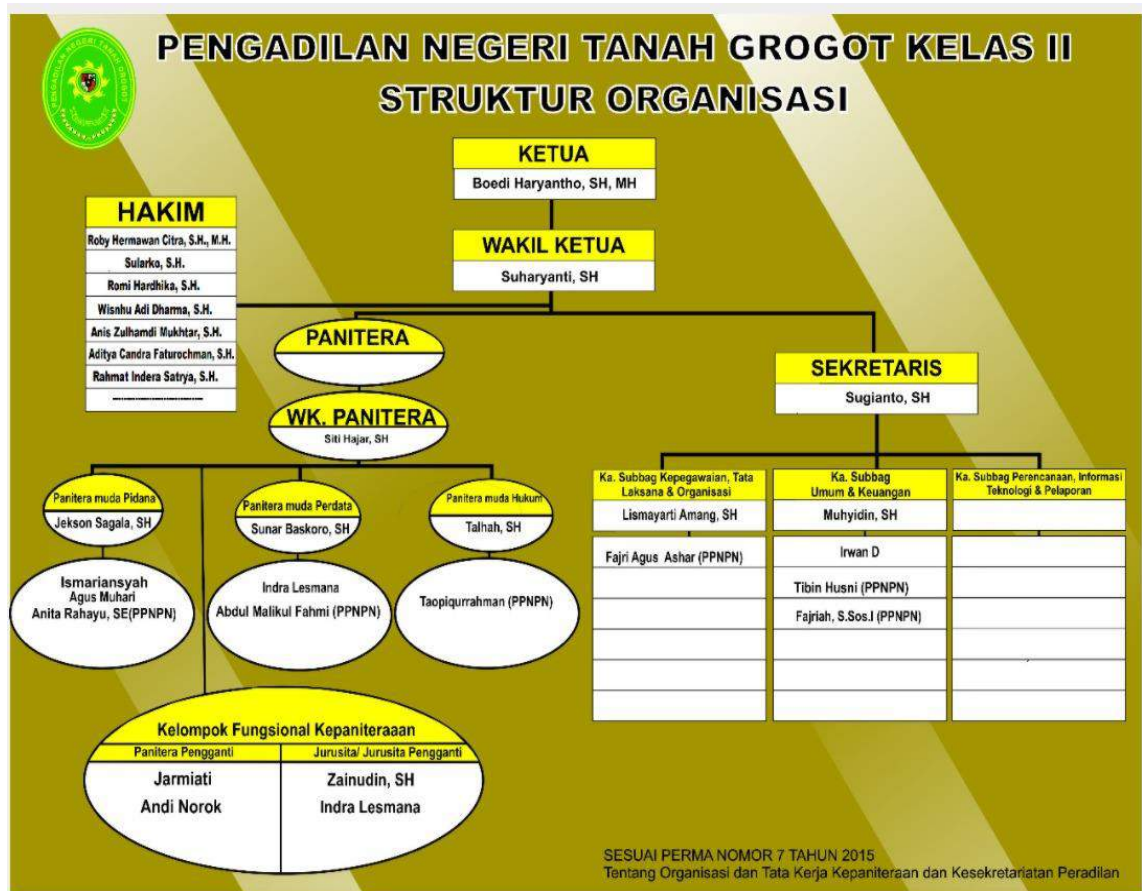 PENGADILAN NEGERI TANAH GROGOT KELAS II
STRUKTUR ORGANISASI
PENGADILAN NEGERI TANAH GROGOT
KETUA
Boedi Haryantho, SH, MH
WAKIL KETUA
Suharyanti, SH
HAKIM
Roby Hermawan Citra, S.H., M.H.
Sularko, S.H.
Romi Hardhika, S.H.
Wisnhu Adi Dharma, S.H.
Anis Zulhamdi Mukhtar, S.H.
Aditya Candra Faturochman, S.H.
Rahmat Indera Satrya, S.H.
PANITERA
WK. PANITERA
Siti Hajar, SH
Panitera muda Pidana
Jekson Sagala, SH
Ismariansyah
Agus Muhari
Anita Rahayu, SE(PPNPN)
Panitera muda Perdata
Sunar Baskoro, SH
Indra Lesmana
Abdul Malikul Fahmi (PPNPN)
Panitera muda Hukum
Talhah, SH
Taopiqurrahman (PPNPN)
Kelompok Fungsional Kepaniteraaan
Panitera Pengganti
Jarmiati
Andi Norok
Jurusita/ Jurusita Pengganti
Zainudin, SH
Indra Lesmana
SEKRETARIS
Sugianto, SH
Ka. Subbag Kepegawaian, Tata
Laksana & Organisasi
Lismayarti Amang, SH
Fajri Agus Ashar (PPNPN)
Ka. Subbag
Umum & Keuangan
Muhyidin, SH
Irwan D
Tibin Husni (PPNPN)
Fajriah, S.Sos.I (PPNPN)
Ka. Subbag Perencanaan, Informasi
Teknologi & Pelaporan
SESUAI PERMA NOMOR 7 TAHUN 2015
Tentang Organisasi dan Tata Kerja Kepaniteraan dan Kesekretariatan Peradilan